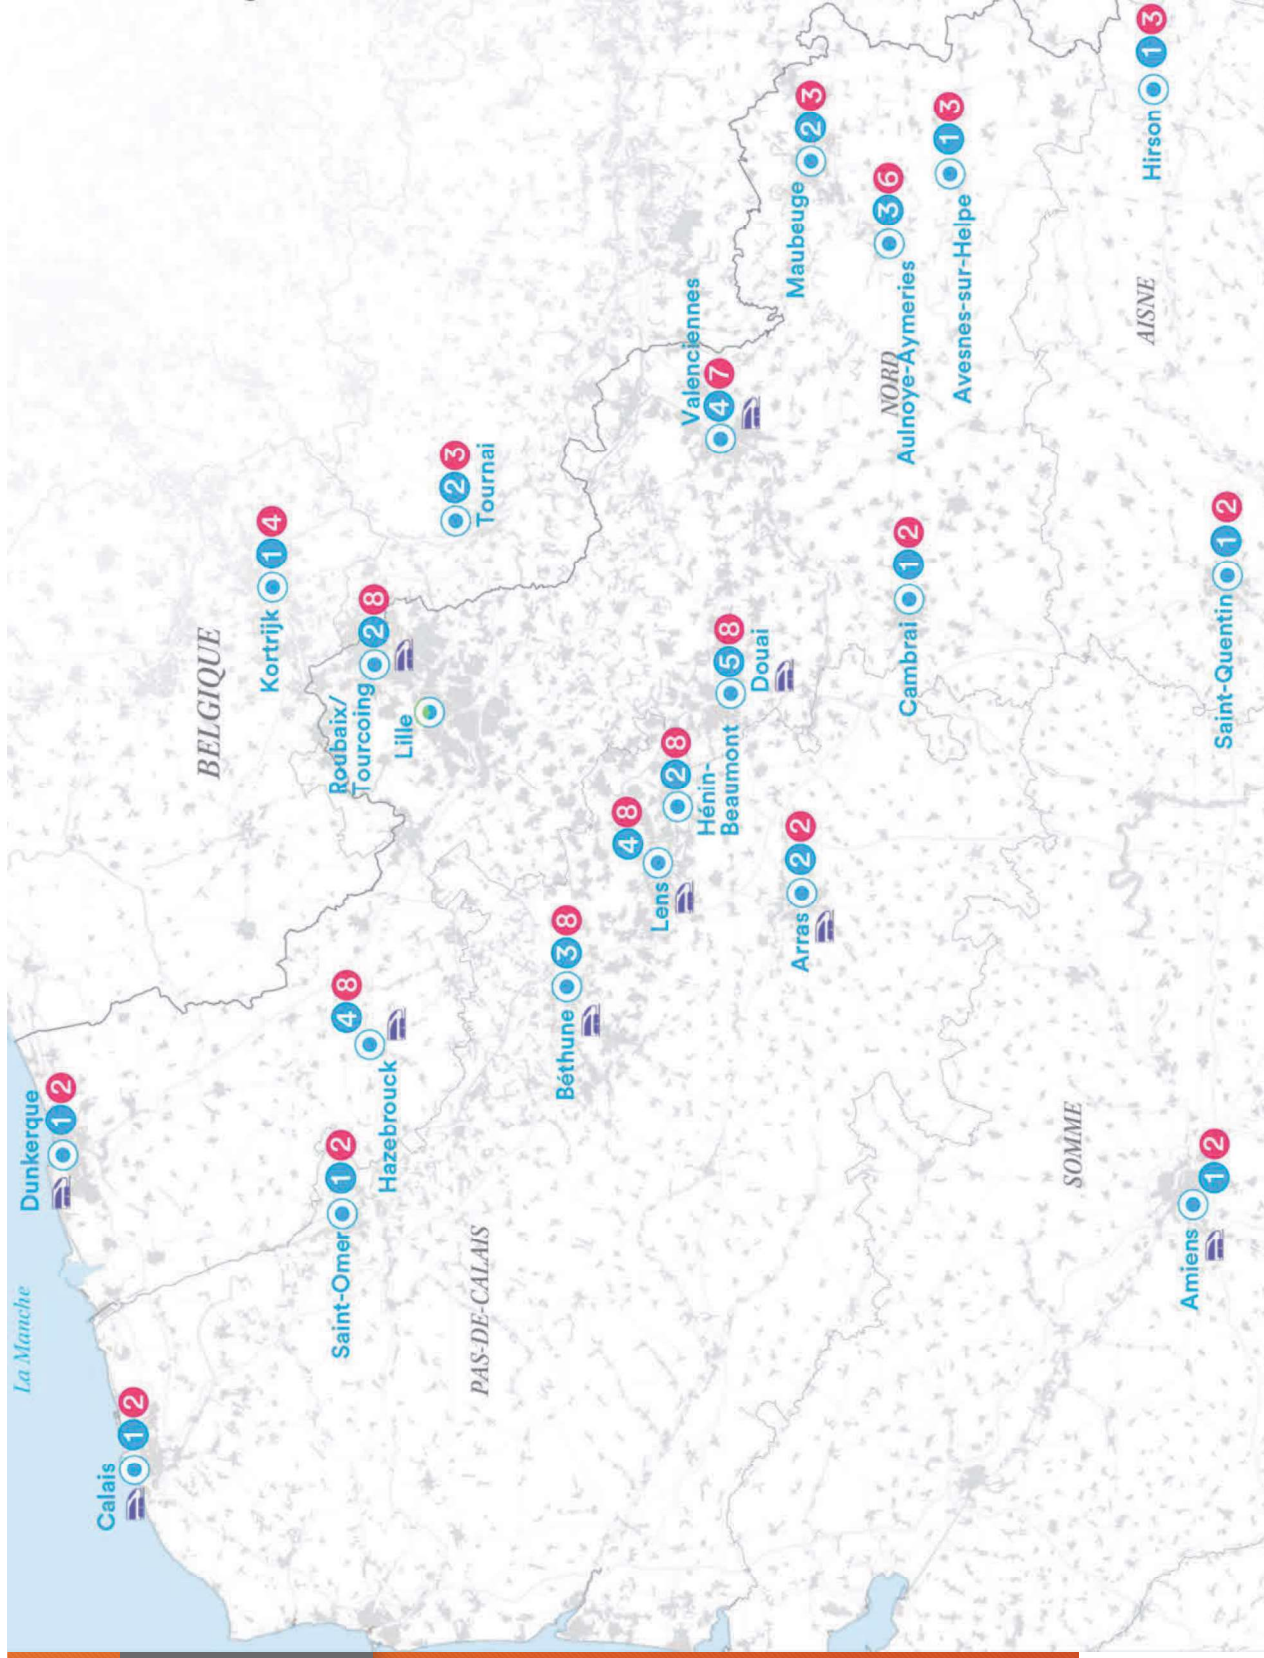 La Manche
Dunkerque
1 2
Calais
1 2
BELGIQUE
Kortrijk
1 4
Saint-Omer
1 2
4 8
Hazebrouck
Roubaix/
Tourcoing
2 8
Lille
2 3
Tournai
PAS-DE-CALAIS
Béthune
3 8
4 8
Lens
2 8
Hénin-
Beaumont
5 8
Douai
Valenciennes
4 7
Arras
2 2
Maubeuge
2 3
NORD
3 6
Aulnoye-Aymeries
Cambrai
1 2
1 3
Avesnes-sur-Helpe
SOMME
AISNE
Hirson
1 3
Amiens
1 2
Saint-Quentin
1 2